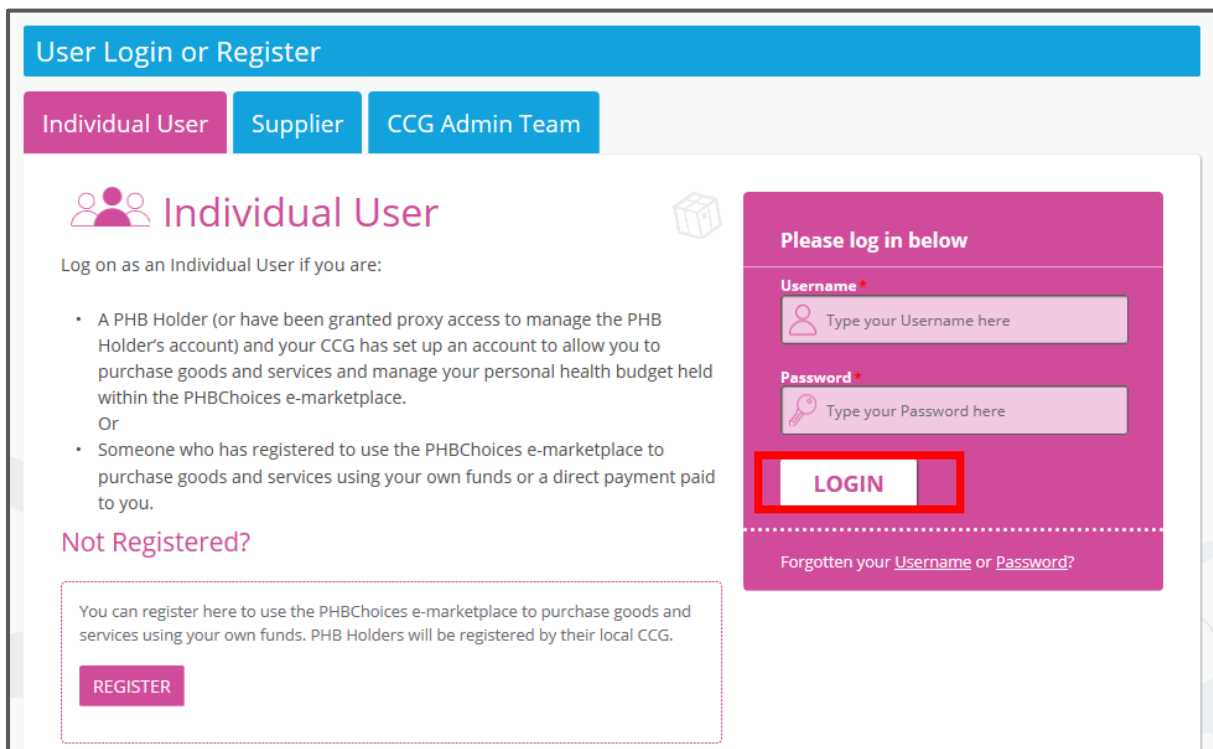 User Login or Register
Individual User
Supplier
CCG Admin Team
Individual User
Log on as an Individual User if you are:
• A PHB Holder (or have been granted proxy access to manage the PHB
Holder's account) and your CCG has set up an account to allow you to
purchase goods and services and manage your personal health budget held
within the PHBChoices e-marketplace.
Or
• Someone who has registered to use the PHBChoices e-marketplace to
purchase goods and services using your own funds or a direct payment paid
to you.
Not Registered?
You can register here to use the PHBChoices e-marketplace to purchase goods and
services using your own funds. PHB Holders will be registered by their local CCG.
REGISTER
Please log in below
Username*
Type your Username here
Password*
Type your Password here
LOGIN
Forgotten your Username or Password?